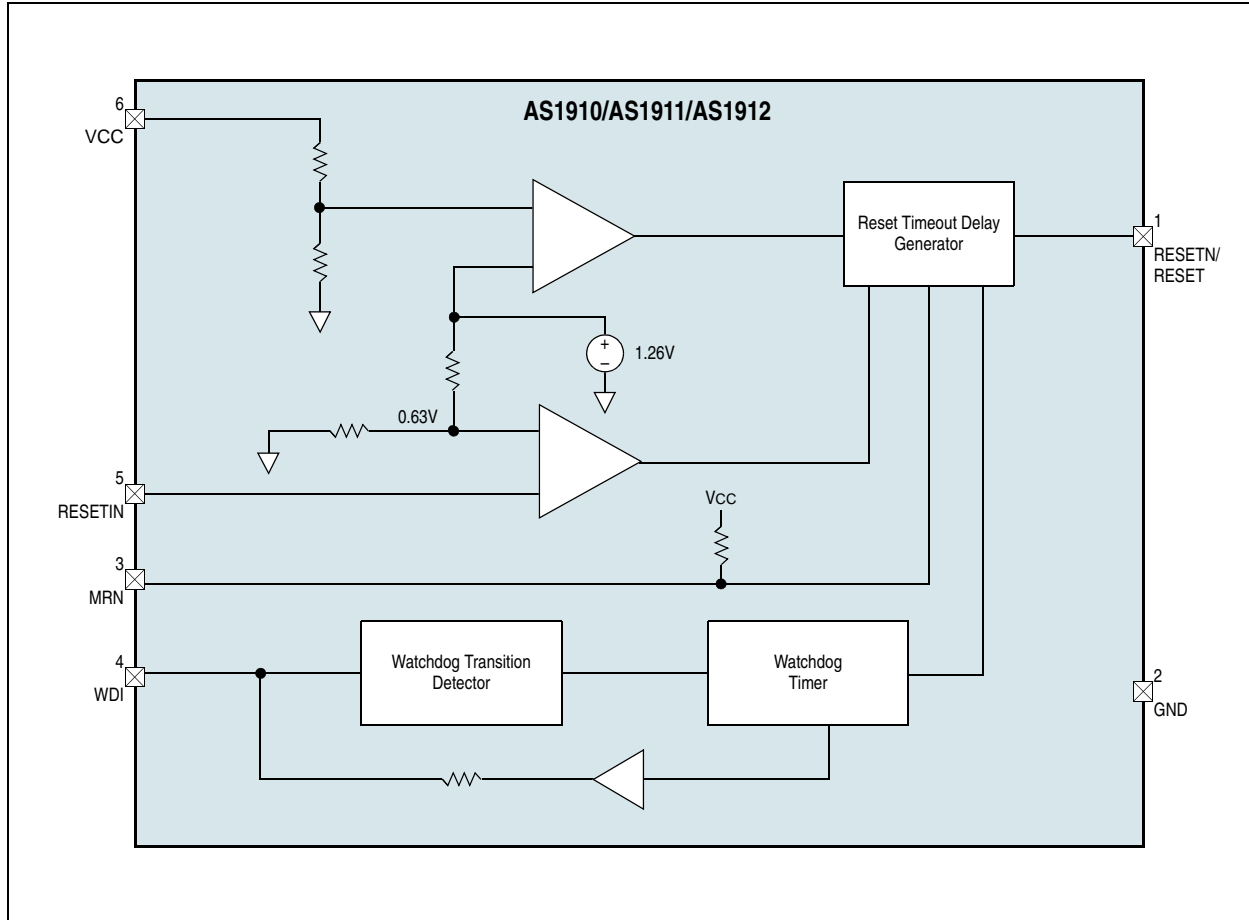 AS1910/AS1911/AS1912
6
VCC
Reset Timeout Delay
Generator
1
RESETN/
RESET
+
–
1.26V
0.63V
5
RESETIN
VCC
3
MRN
4
WDI
Watchdog Transition
Detector
Watchdog
Timer
2
GND